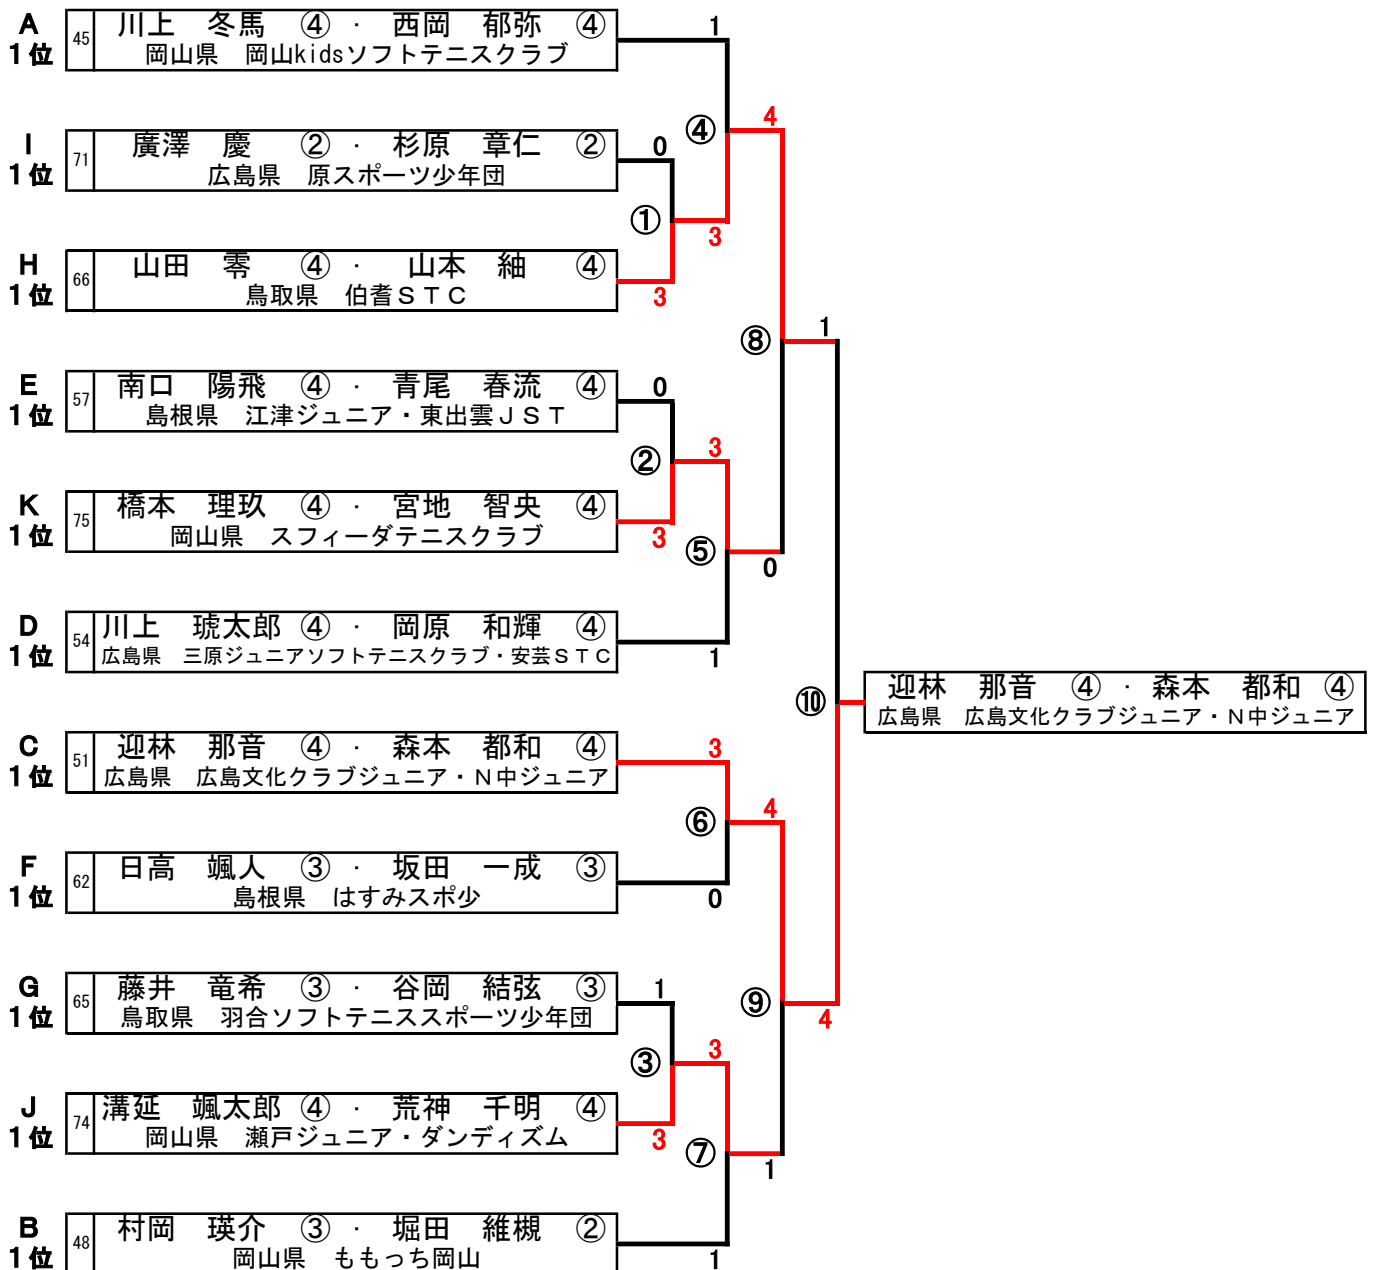 A
1位
45
川上　冬馬　④　・　西岡　郁弥　④
岡山県　岡山kidsソフトテニスクラブ
1
I
1位
71
廣澤　慶　②　・　杉原　章仁　②
広島県　原スポーツ少年団
0
④
4
①
3
H
1位
66
山田　零　④　・　山本　紬　④
鳥取県　伯耆ＳＴＣ
3
⑧
1
E
1位
57
南口　陽飛　④　・　青尾　春流　④
島根県　江津ジュニア・東出雲ＪＳＴ
0
②
3
K
1位
75
橋本　理玖　④　・　宮地　智央　④
岡山県　スフィーダテニスクラブ
3
⑤
0
D
1位
54
川上　琥太郎　④　・　岡原　和輝　④
広島県　三原ジュニアソフトテニスクラブ・安芸ＳＴＣ
1
⑩
迎林　那音　④　・　森本　都和　④
広島県　広島文化クラブジュニア・Ｎ中ジュニア
C
1位
51
迎林　那音　④　・　森本　都和　④
広島県　広島文化クラブジュニア・Ｎ中ジュニア
3
⑥
4
F
1位
62
日高　颯人　③　・　坂田　一成　③
島根県　はすみスポ少
0
G
1位
65
藤井　竜希　③　・　谷岡　結弦　③
鳥取県　羽合ソフトテニススポーツ少年団
1
⑨
4
③
3
J
1位
74
溝延　颯太郎　④　・　荒神　千明　④
岡山県　瀬戸ジュニア・ダンディズム
3
⑦
1
B
1位
48
村岡　瑛介　③　・　堀田　維槻　②
岡山県　ももっち岡山
1